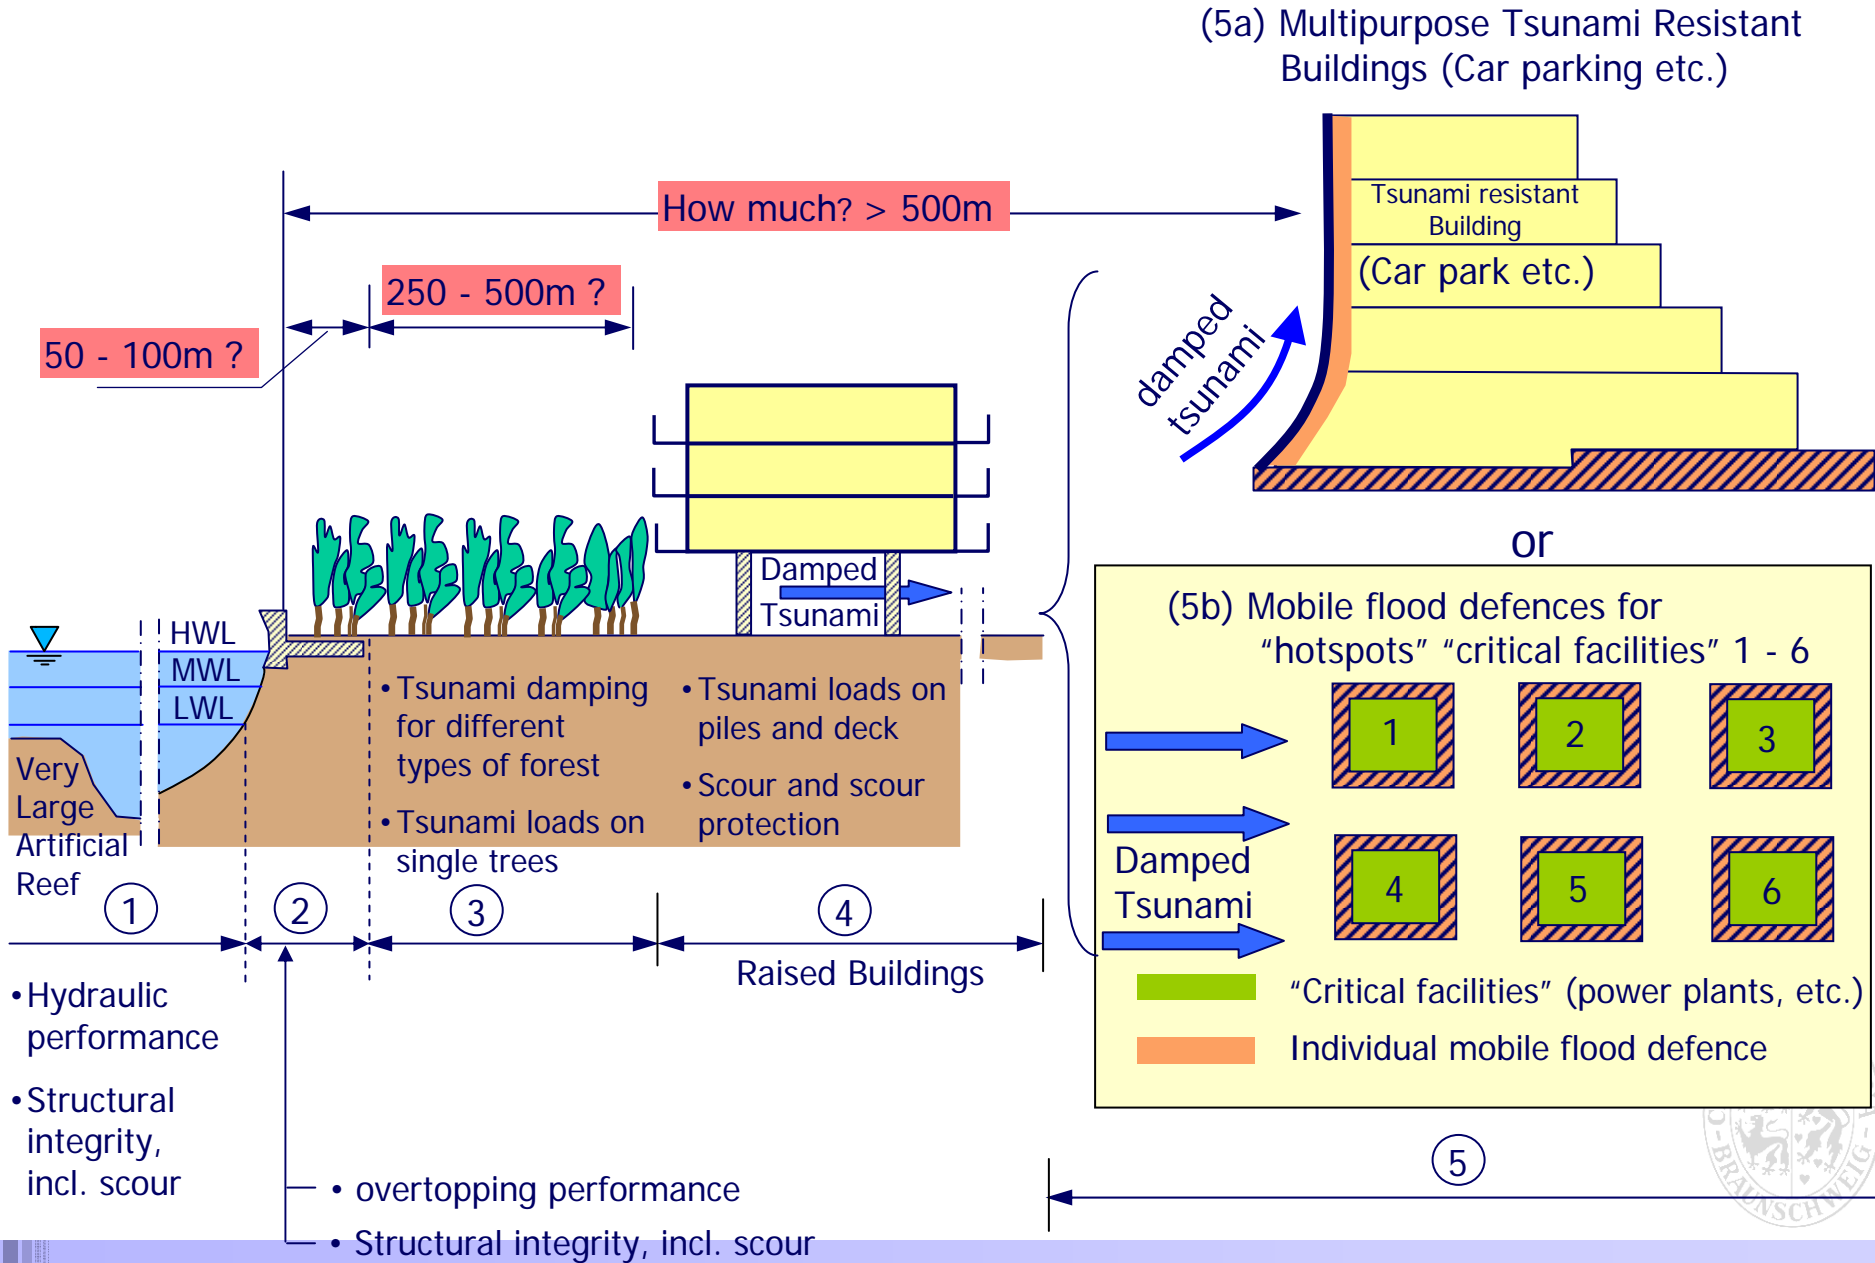 (5a) Multipurpose Tsunami Resistant
Buildings (Car parking etc.)
How much? > 500m
250 - 500m ?
50 - 100m ?
Tsunami resistant
Building
(Car park etc.)
damped
tsunami
or
Damped
Tsunami
HWL
MWL
LWL
Very
Large
Artificial
Reef
• Tsunami damping
for different
types of forest
• Tsunami loads on
single trees
• Tsunami loads on
piles and deck
• Scour and scour
protection
(5b) Mobile flood defences for
“hotspots” “critical facilities” 1 - 6
1
2
3
4
5
6
Damped
Tsunami
“Critical facilities” (power plants, etc.)
Individual mobile flood defence
1
2
3
4
Raised Buildings
• Hydraulic
performance
• Structural
integrity,
incl. scour
• overtopping performance
• Structural integrity, incl. scour
5
BRAUNSCHWEIG